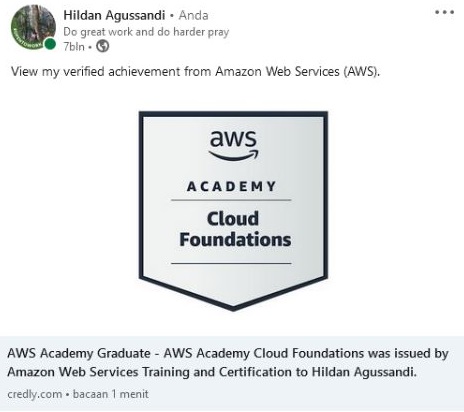 Hildan Agussandi • Anda
Do great work and do harder pray
7bln •
View my verified achievement from Amazon Web Services (AWS).
aws
ACADEMY
Cloud
Foundations
AWS Academy Graduate - AWS Academy Cloud Foundations was issued by
Amazon Web Services Training and Certification to Hildan Agussandi.
credly.com • bacaan 1 menit